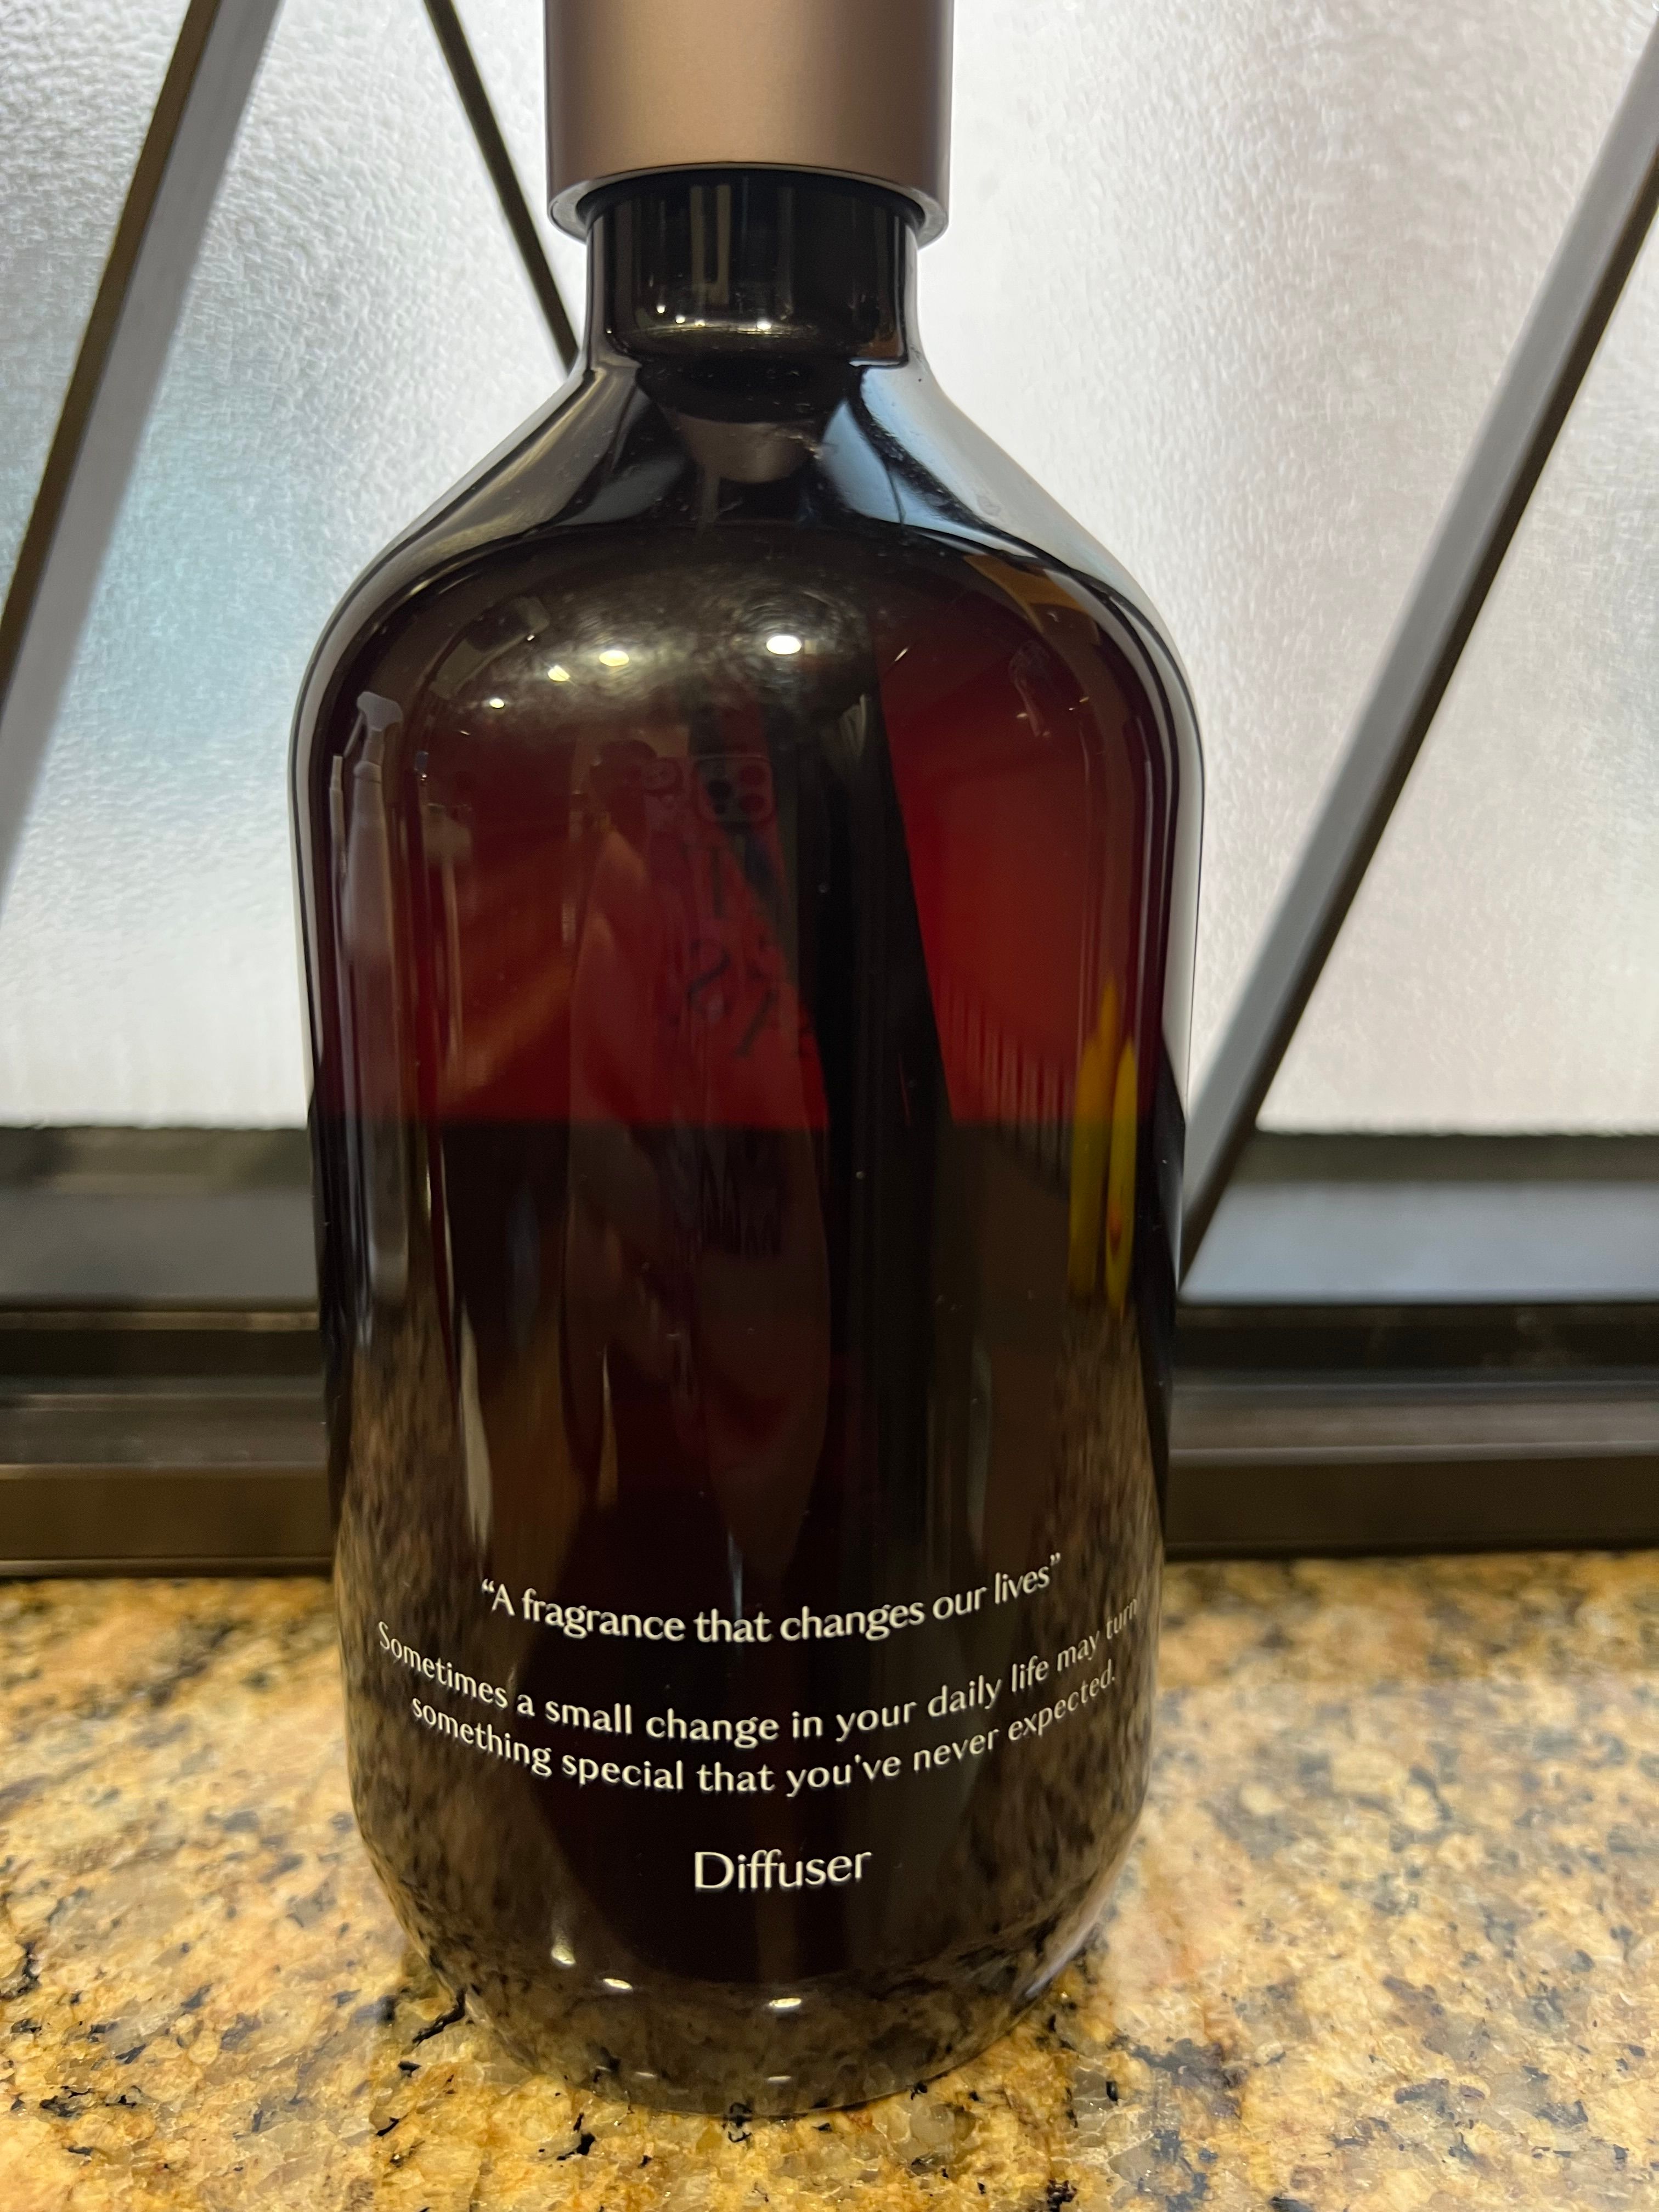 “A fragrance that changes our lives”
Sometimes a small change in your daily life may turn
something special that you've never expected.
Diffuser